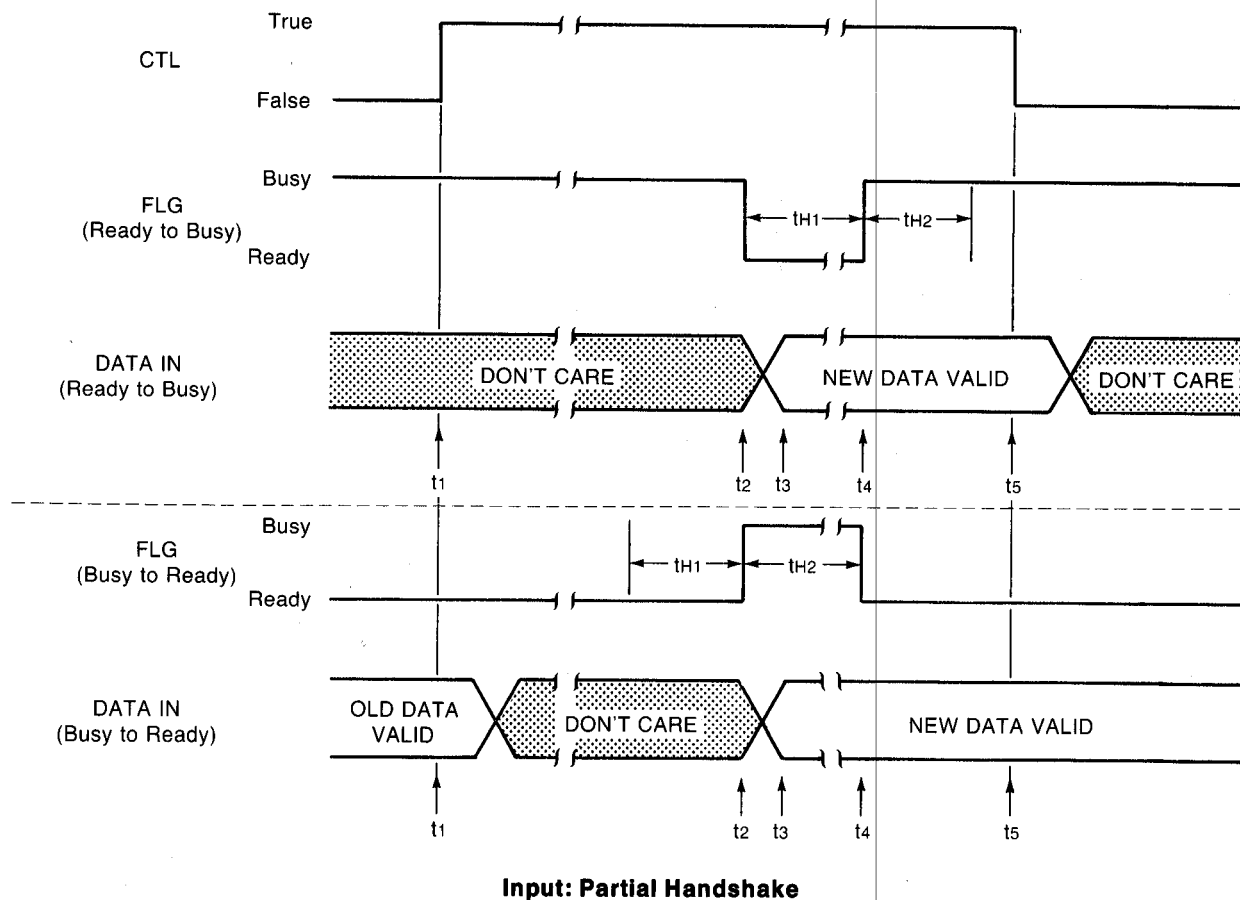 True
CTL
False
Busy
FLG
(Ready to Busy)
tH1
tH2
Ready
DATA IN
(Ready to Busy)
DON'T CARE
NEW DATA VALID
DON'T CARE
t1
t2
t3
t4
t5
Busy
FLG
(Busy to Ready)
tH1
tH2
Ready
DATA IN
(Busy to Ready)
OLD DATA
VALID
DON'T CARE
NEW DATA VALID
t1
t2
t3
t4
t5
Input: Partial Handshake